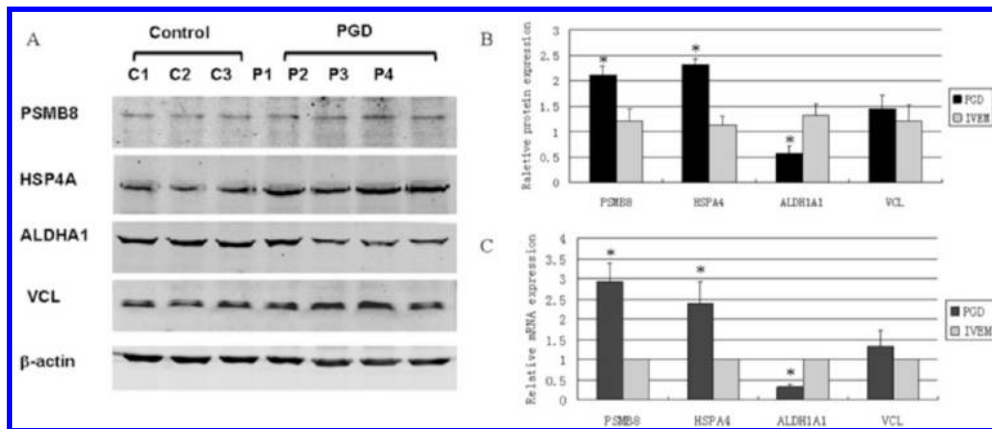 A
Control
PGD
C1 C2 C3 P1 P2 P3 P4
PSMB8
HSP4A
ALDHA1
VCL
β-actin
B
Raletive protein expression
3
2.5
2
1.5
1
0.5
0
*
*
*
PSMB8 HSPA4 ALDH1A1 VCL
PGD
IVEM
C
Relative mRNA expression
4
3.5
3
2.5
2
1.5
1
0.5
0
*
*
*
PSMB8 HSPA4 ALDH1A1 VCL
PGD
IVEM